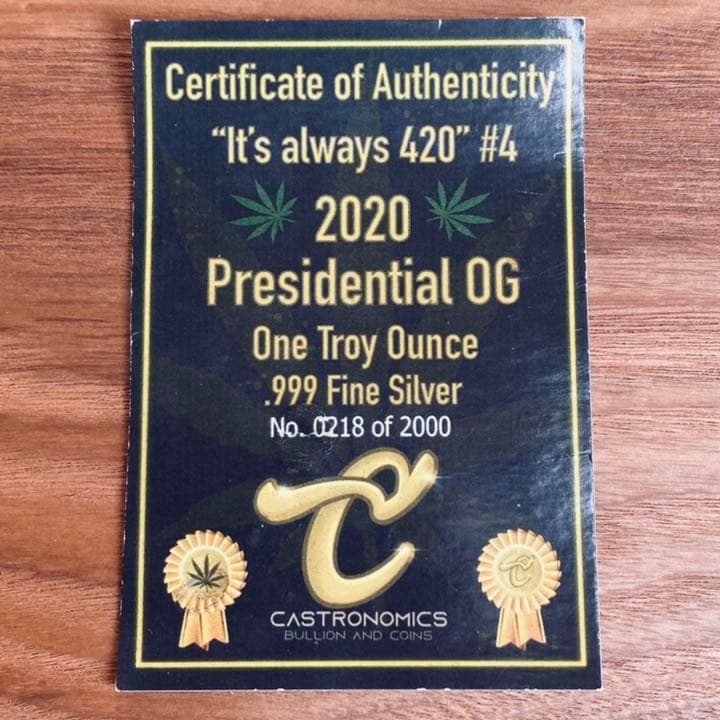 Certificate of Authenticity
“It's always 420” #4
2020
Presidential OG
One Troy Ounce
.999 Fine Silver
No. 0218 of 2000
CASTRONOMICS
BULLION AND COINS